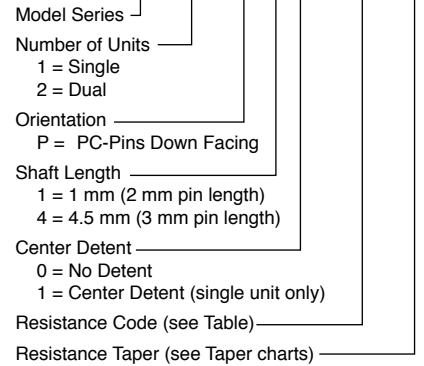 Model Series
Number of Units
1 = Single
2 = Dual
Orientation
P = PC-Pins Down Facing
Shaft Length
1 = 1 mm (2 mm pin length)
4 = 4.5 mm (3 mm pin length)
Center Detent
0 = No Detent
1 = Center Detent (single unit only)
Resistance Code (see Table)
Resistance Taper (see Taper charts)